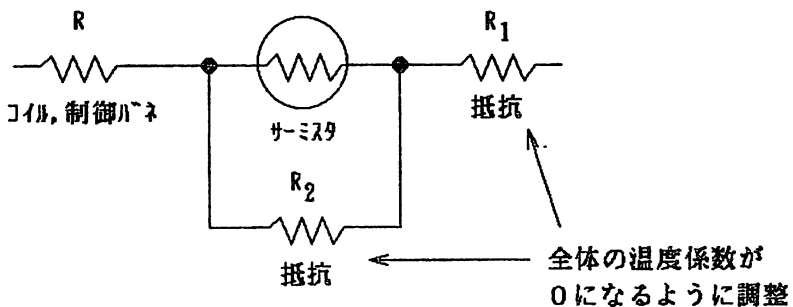 R
R1
ｺｲﾙ，制御ﾊﾞﾈ
ｻｰﾐｽﾀ
抵抗
R2
抵抗
全体の温度係数が
0になるように調整